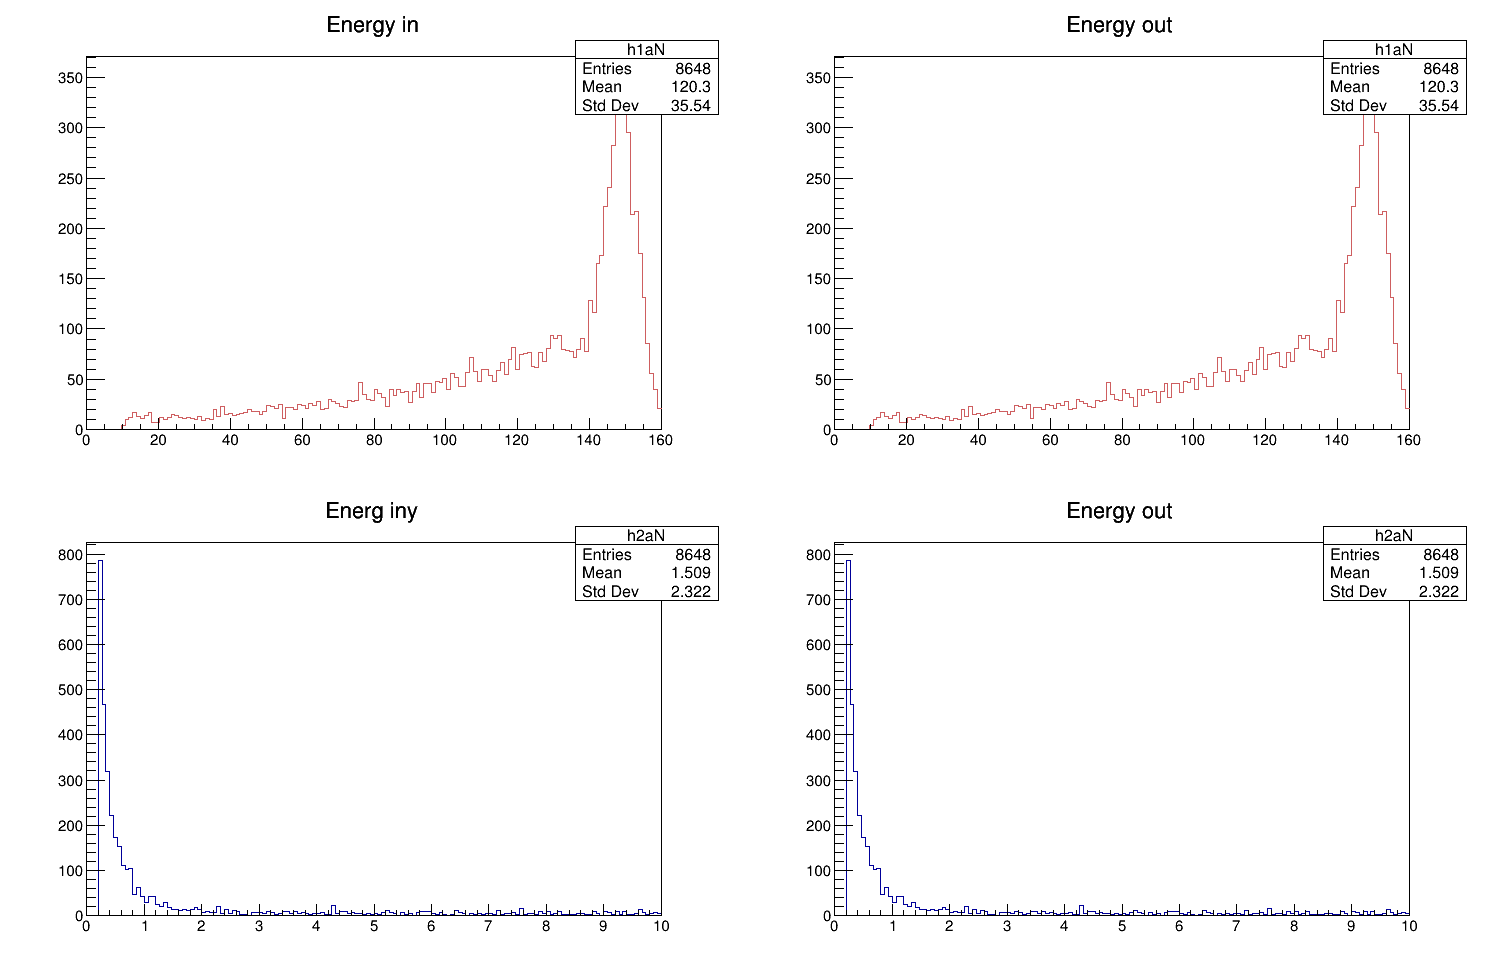 Energy in
h1aN
Entries 8648
Mean 120.3
Std Dev 35.54
350
300
250
200
150
100
50
0
0 20 40 60 80 100 120 140 160
Energy out
h1aN
Entries 8648
Mean 120.3
Std Dev 35.54
350
300
250
200
150
100
50
0
0 20 40 60 80 100 120 140 160
Energ iny
h2aN
Entries 8648
Mean 1.509
Std Dev 2.322
800
700
600
500
400
300
200
100
0
0 1 2 3 4 5 6 7 8 9 10
Energy out
h2aN
Entries 8648
Mean 1.509
Std Dev 2.322
800
700
600
500
400
300
200
100
0
0 1 2 3 4 5 6 7 8 9 10